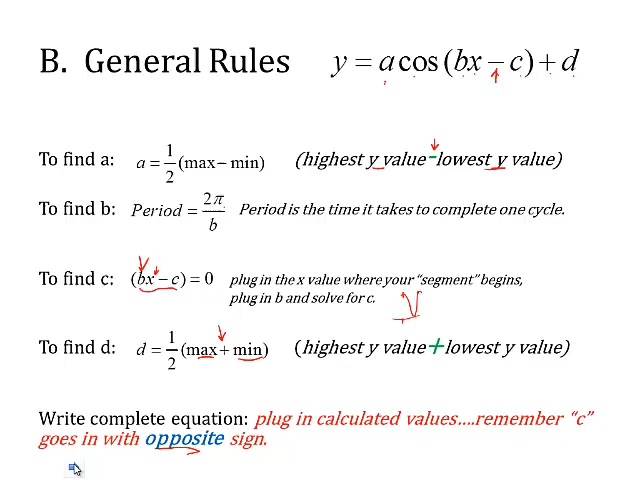 B. General Rules y = a cos(bx − c) + d
To find a: a = 1/2 (max− min) (highest y value-lowest y value)
To find b: Period = 2π/b Period is the time it takes to complete one cycle.
To find c: (bx − c) = 0 plug in the x value where your “segment” begins,
plug in b and solve for c.
To find d: d = 1/2 (max+ min) (highest y value+lowest y value)
Write complete equation: plug in calculated values….remember “c”
goes in with opposite sign.